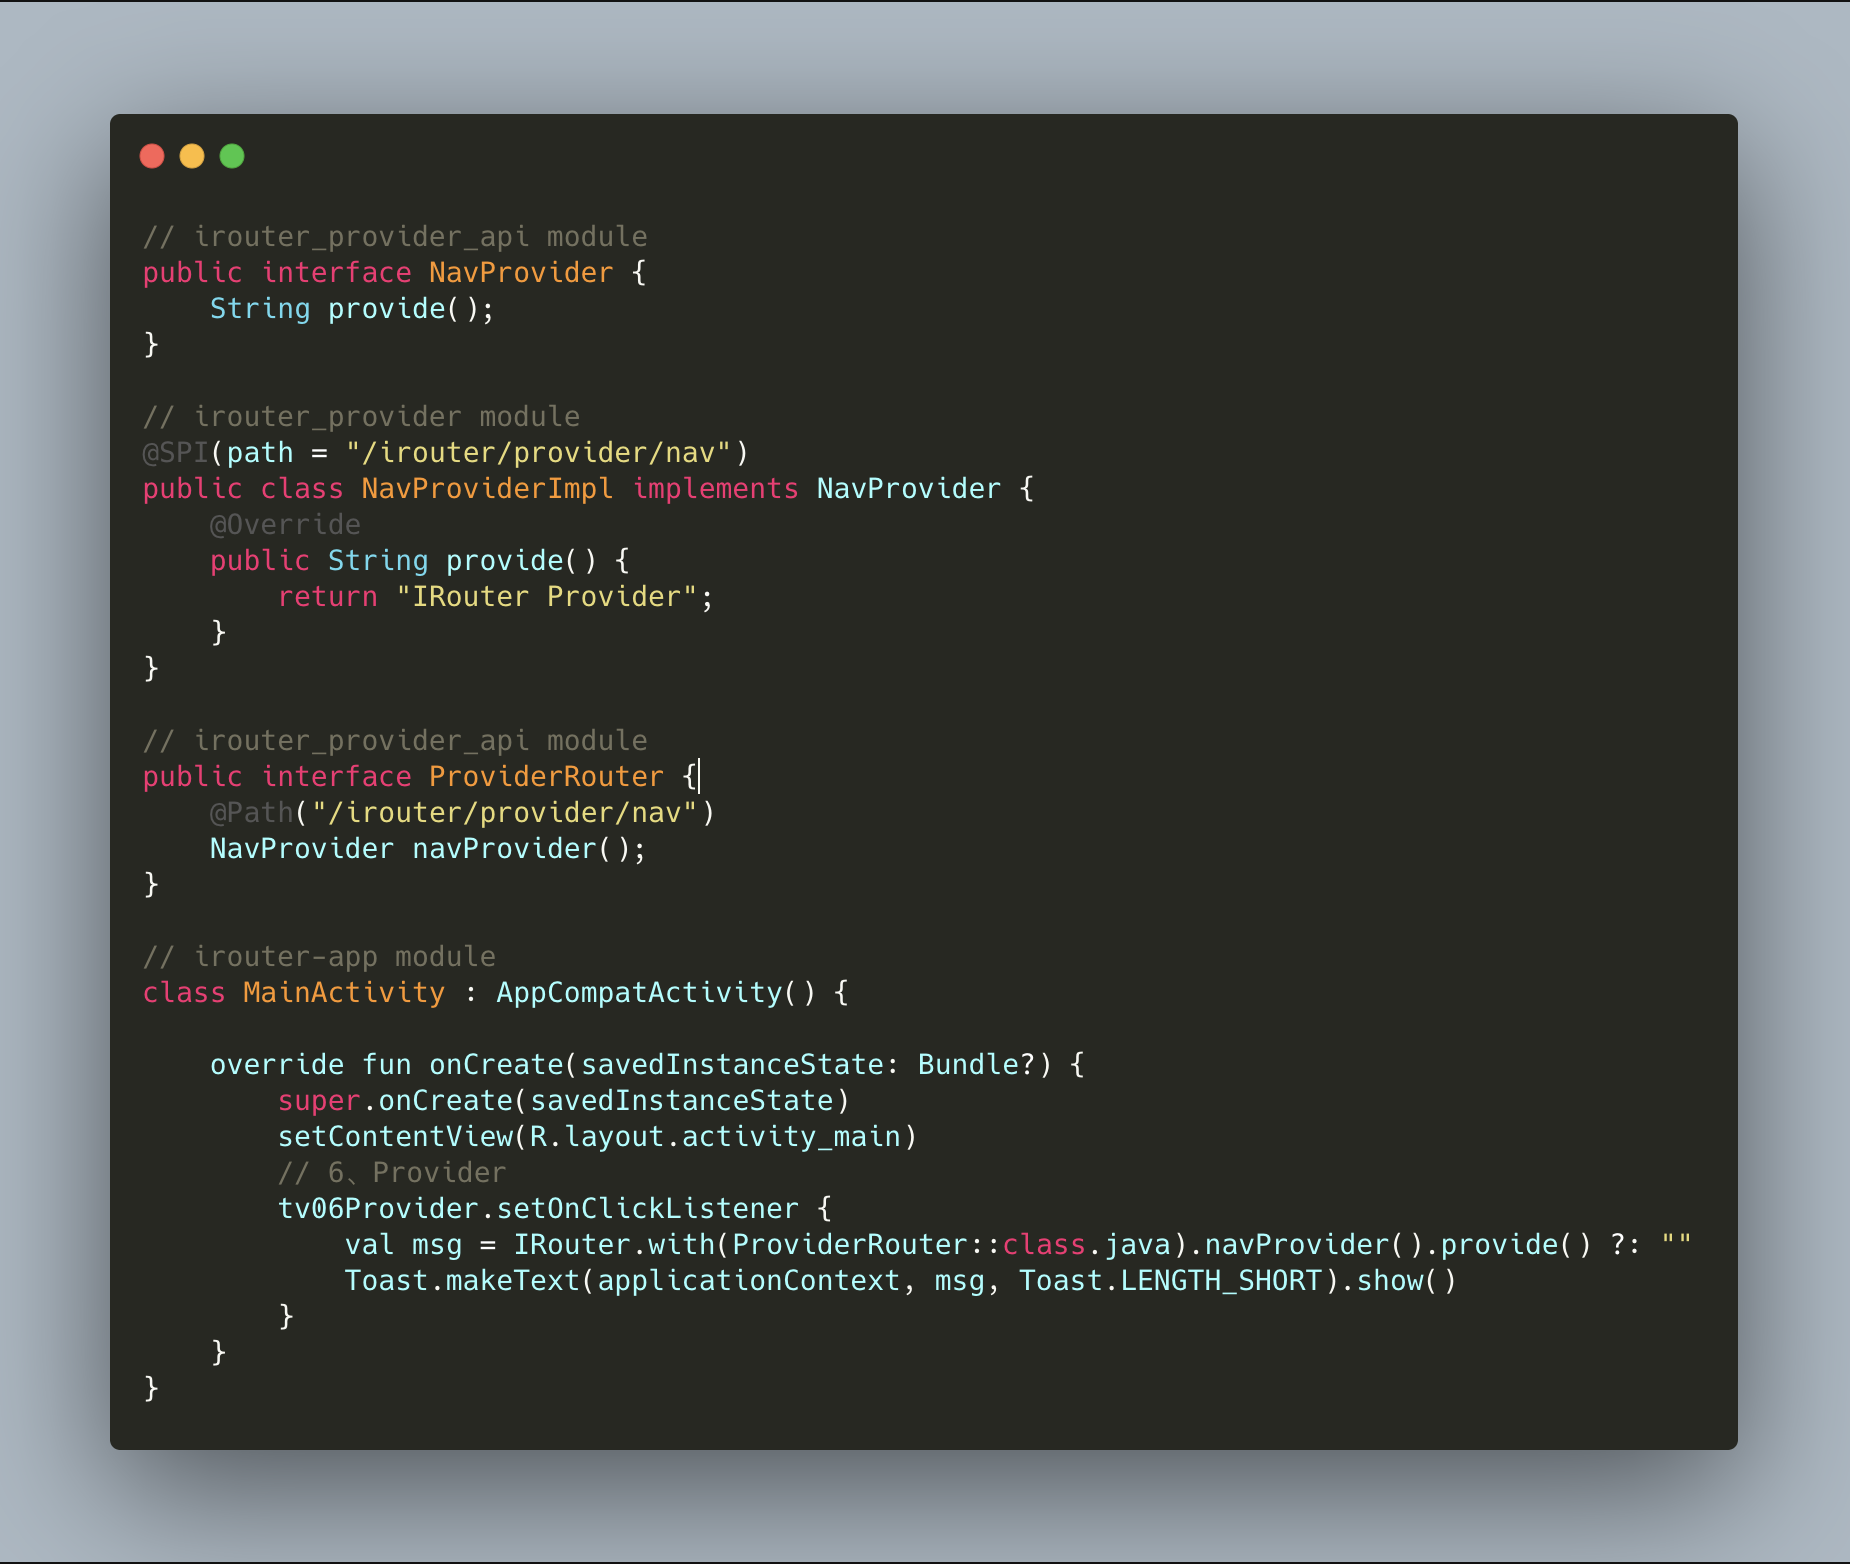 // irouter_provider_api module
public interface NavProvider {
    String provide();
}

// irouter_provider module
@SPI(path = "/irouter/provider/nav")
public class NavProviderImpl implements NavProvider {
    @Override
    public String provide() {
        return "IRouter Provider";
    }
}

// irouter_provider_api module
public interface ProviderRouter {
    @Path("/irouter/provider/nav")
    NavProvider navProvider();
}

// irouter-app module
class MainActivity : AppCompatActivity() {

    override fun onCreate(savedInstanceState: Bundle?) {
        super.onCreate(savedInstanceState)
        setContentView(R.layout.activity_main)
        // 6、Provider
        tv06Provider.setOnClickListener {
            val msg = IRouter.with(ProviderRouter::class.java).navProvider().provide() ?: ""
            Toast.makeText(applicationContext, msg, Toast.LENGTH_SHORT).show()
        }
    }
}